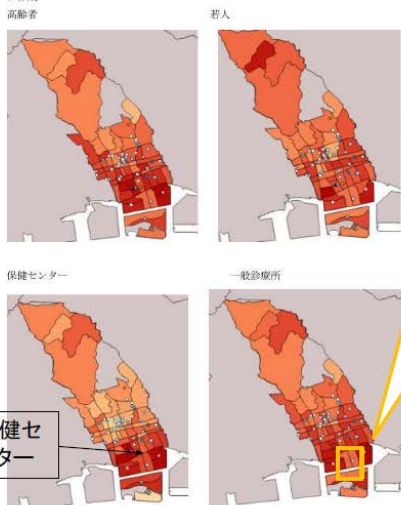 高齢者
若人
保健センター
一般診療所
健セ
ター